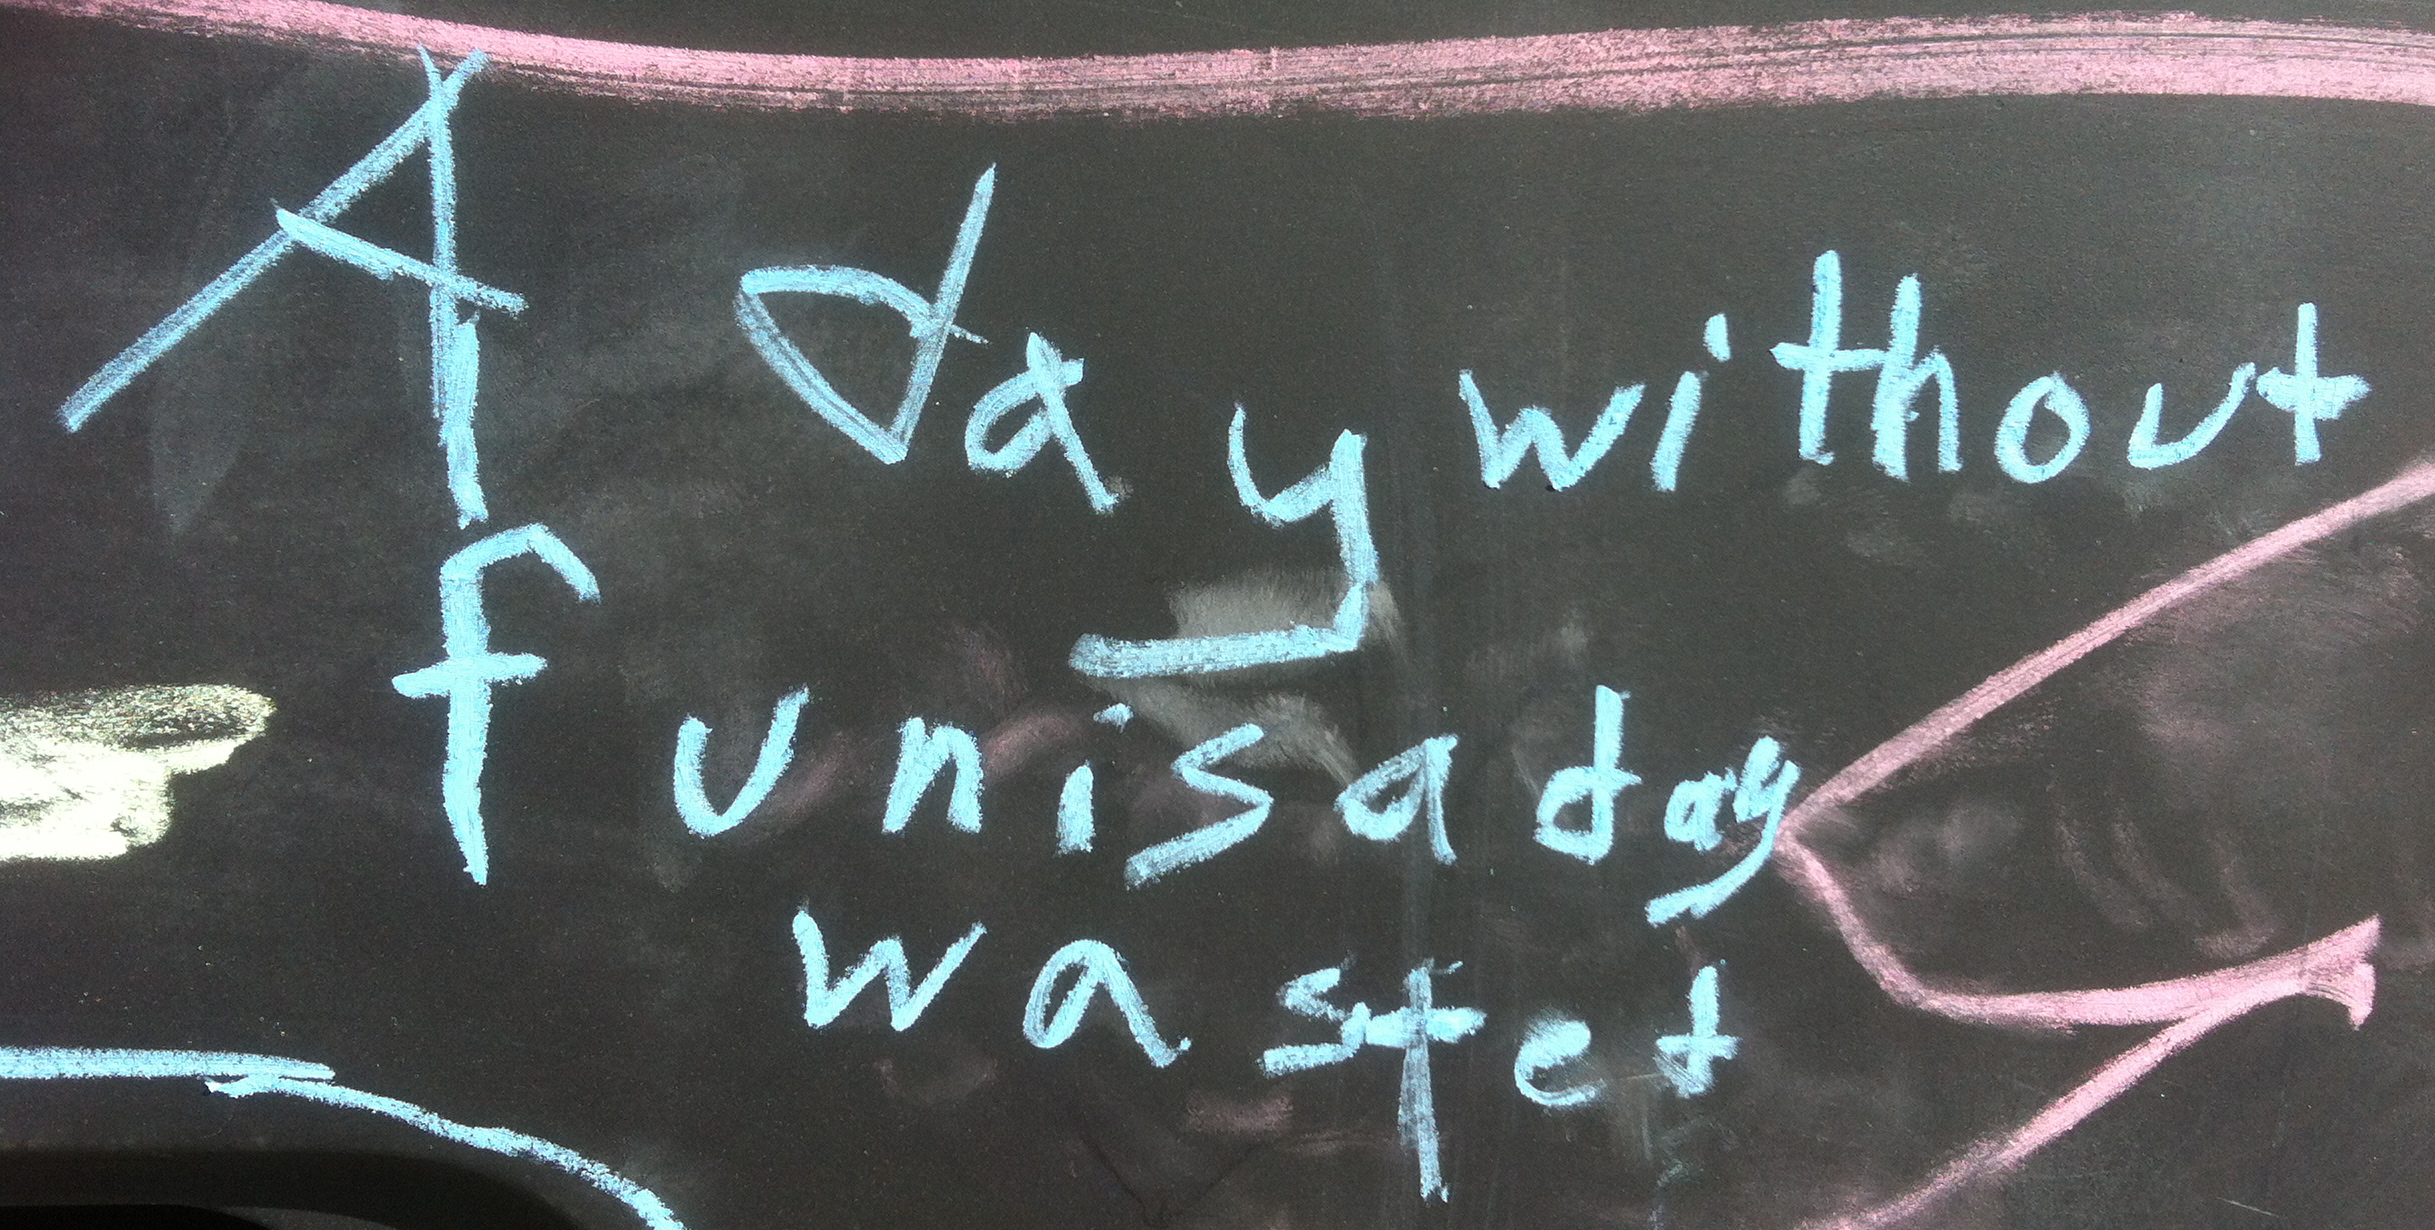 A day without
fun is a day
wastet